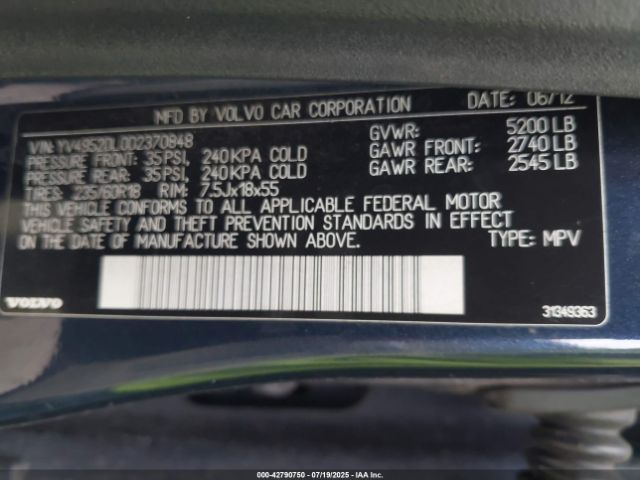 MFD BY VOLVO CAR CORPORATION DATE: 06/12
VIN: YV4952DL0D2370848
PRESSURE FRONT: 35 PSI, 240 KPA COLD
PRESSURE REAR: 35 PSI, 240 KPA COLD
TIRES: 235/60R18 RIM: 7.5Jx18x55
GVWR: 5200 LB
GAWR FRONT: 2740 LB
GAWR REAR: 2545 LB
THIS VEHICLE CONFORMS TO ALL APPLICABLE FEDERAL MOTOR
VEHICLE SAFETY AND THEFT PREVENTION STANDARDS IN EFFECT
ON THE DATE OF MANUFACTURE SHOWN ABOVE. TYPE: MPV
VOLVO
31349363
000-42790750 | 07/19/2025 | IAA Inc.